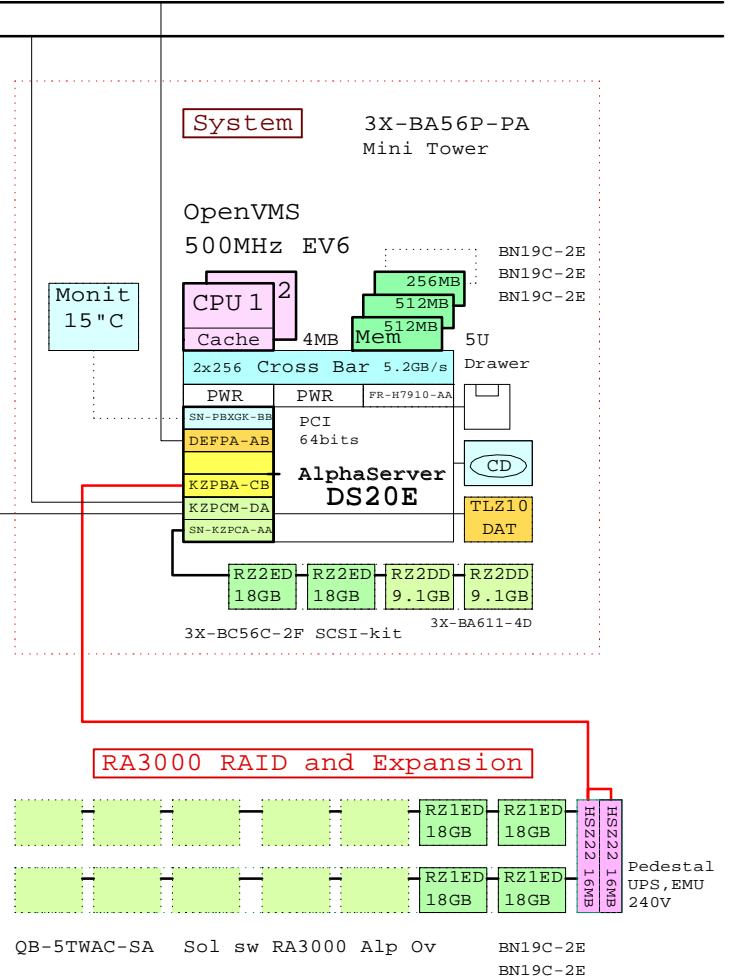 System
3X-BA56P-PA
Mini Tower
OpenVMS
500MHz EV6
BN19C-2E
BN19C-2E
BN19C-2E
256MB
512MB
512MB
Mem
Monit
15"C
CPU 1
2
Cache
4MB
5U
Drawer
2x256 Cross Bar 5.2GB/s
PWR
PWR
FR-H7910-AA
SN-PBXGK-BB
PCI
64bits
DEFPA-AB
AlphaServer
DS20E
CD
KZPBA-CB
KZPCM-DA
TLZ10
DAT
SN-KZPCA-AA
RZ2ED
18GB
RZ2ED
18GB
RZ2DD
9.1GB
RZ2DD
9.1GB
3X-BC56C-2F SCSI-kit
3X-BA611-4D
RA3000 RAID and Expansion
RZ1ED
18GB
RZ1ED
18GB
HSZ22 16MB
HSZ22 16MB
RZ1ED
18GB
RZ1ED
18GB
Pedestal
UPS,EMU
240V
QB-5TWAC-SA Sol sw RA3000 Alp Ov
BN19C-2E
BN19C-2E